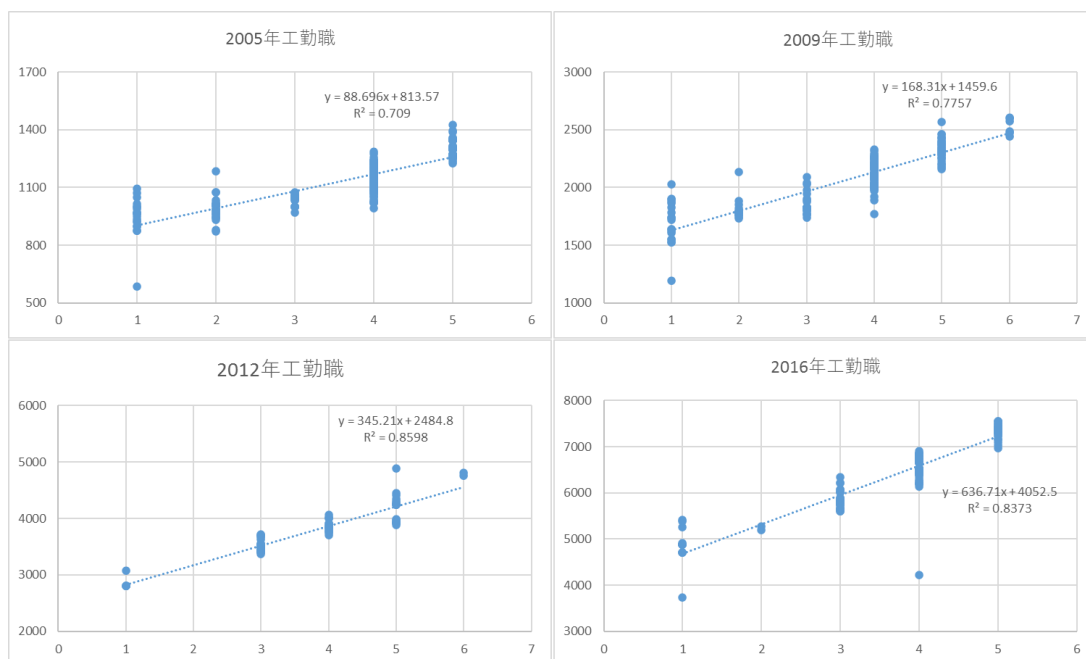 2005年工勤職
1700
1400
1100
800
500
y = 88.696x + 813.57
R² = 0.709
0 1 2 3 4 5 6
2009年工勤職
3000
2500
2000
1500
1000
y = 168.31x + 1459.6
R² = 0.7757
0 1 2 3 4 5 6 7
2012年工勤職
6000
5000
4000
3000
2000
y = 345.21x + 2484.8
R² = 0.8598
0 1 2 3 4 5 6 7
2016年工勤職
8000
7000
6000
5000
4000
3000
y = 636.71x + 4052.5
R² = 0.8373
0 1 2 3 4 5 6